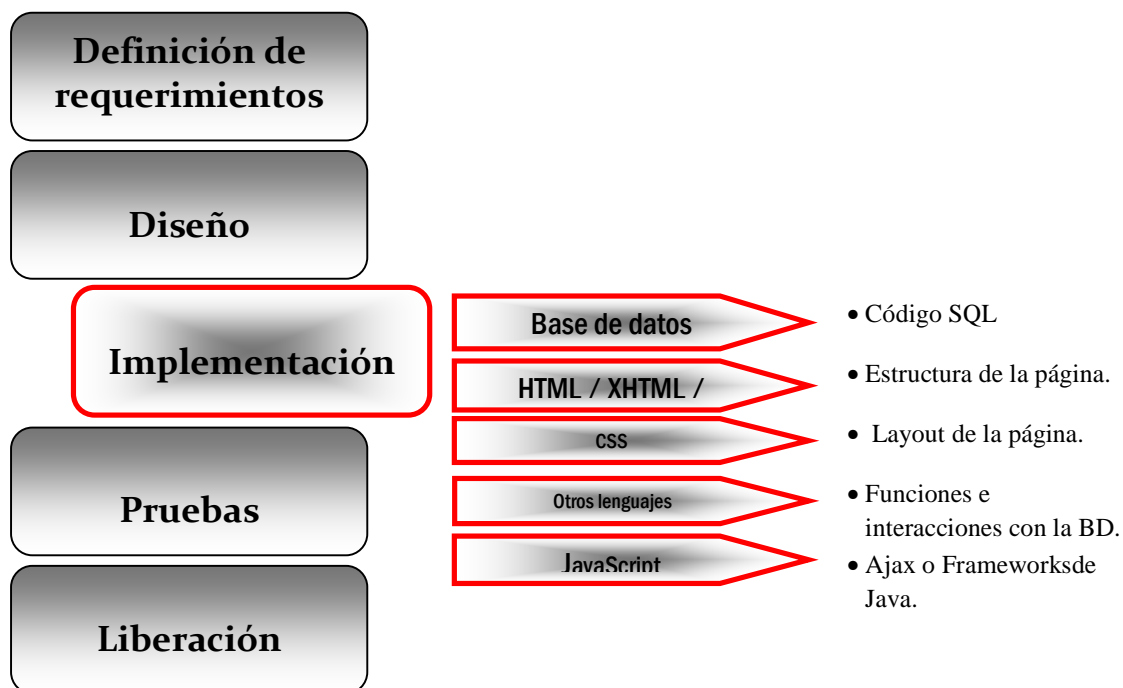 Definición de
requerimientos
Diseño
Implementación
Pruebas
Liberación
Base de datos
HTML / XHTML /
CSS
Otros lenguajes
JavaScript
• Código SQL
• Estructura de la página.
• Layout de la página.
• Funciones e
interacciones con la BD.
• Ajax o Frameworksde
Java.